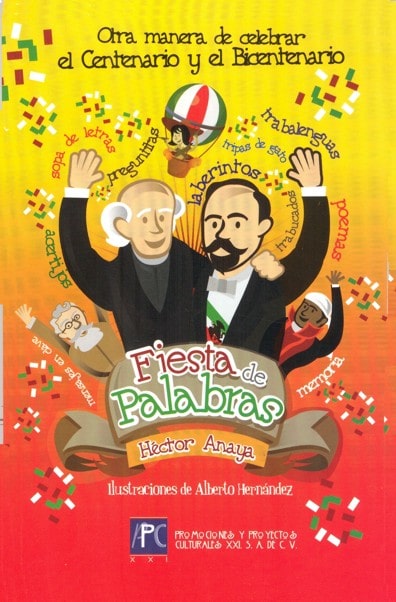 Otra manera de celebrar
el Centenario y el Bicentenario
sopa de letras
preguntitas
trabalenguas
tripas de gato
laberintos
trabucados
poemas
acertijos
mensajes en clave
memoria
Fiesta de
Palabras
Héctor Anaya
Ilustraciones de Alberto Hernández
APC
XXI
PROMOCIONES Y PROYECTOS
CULTURALES XXI. S. A. DE C. V.